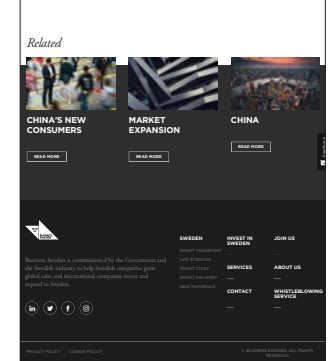 Related
CHINA'S NEW
CONSUMERS
READ MORE
MARKET
EXPANSION
READ MORE
CHINA
READ MORE
Business Sweden is commissioned by the Government and
the Swedish industry to help Swedish companies grow
global sales and international companies invest and
expand in Sweden.
SWEDEN
SMART TRANSPORT
LIFE SCIENCES
SMART CITIES
SMART INDUSTRY
NEW MATERIALS
INVEST IN
SWEDEN
SERVICES
CONTACT
JOIN US
ABOUT US
WHISTLEBLOWING
SERVICE
PRIVACY POLICY COOKIE POLICY
© BUSINESS SWEDEN. ALL RIGHTS
RESERVED.